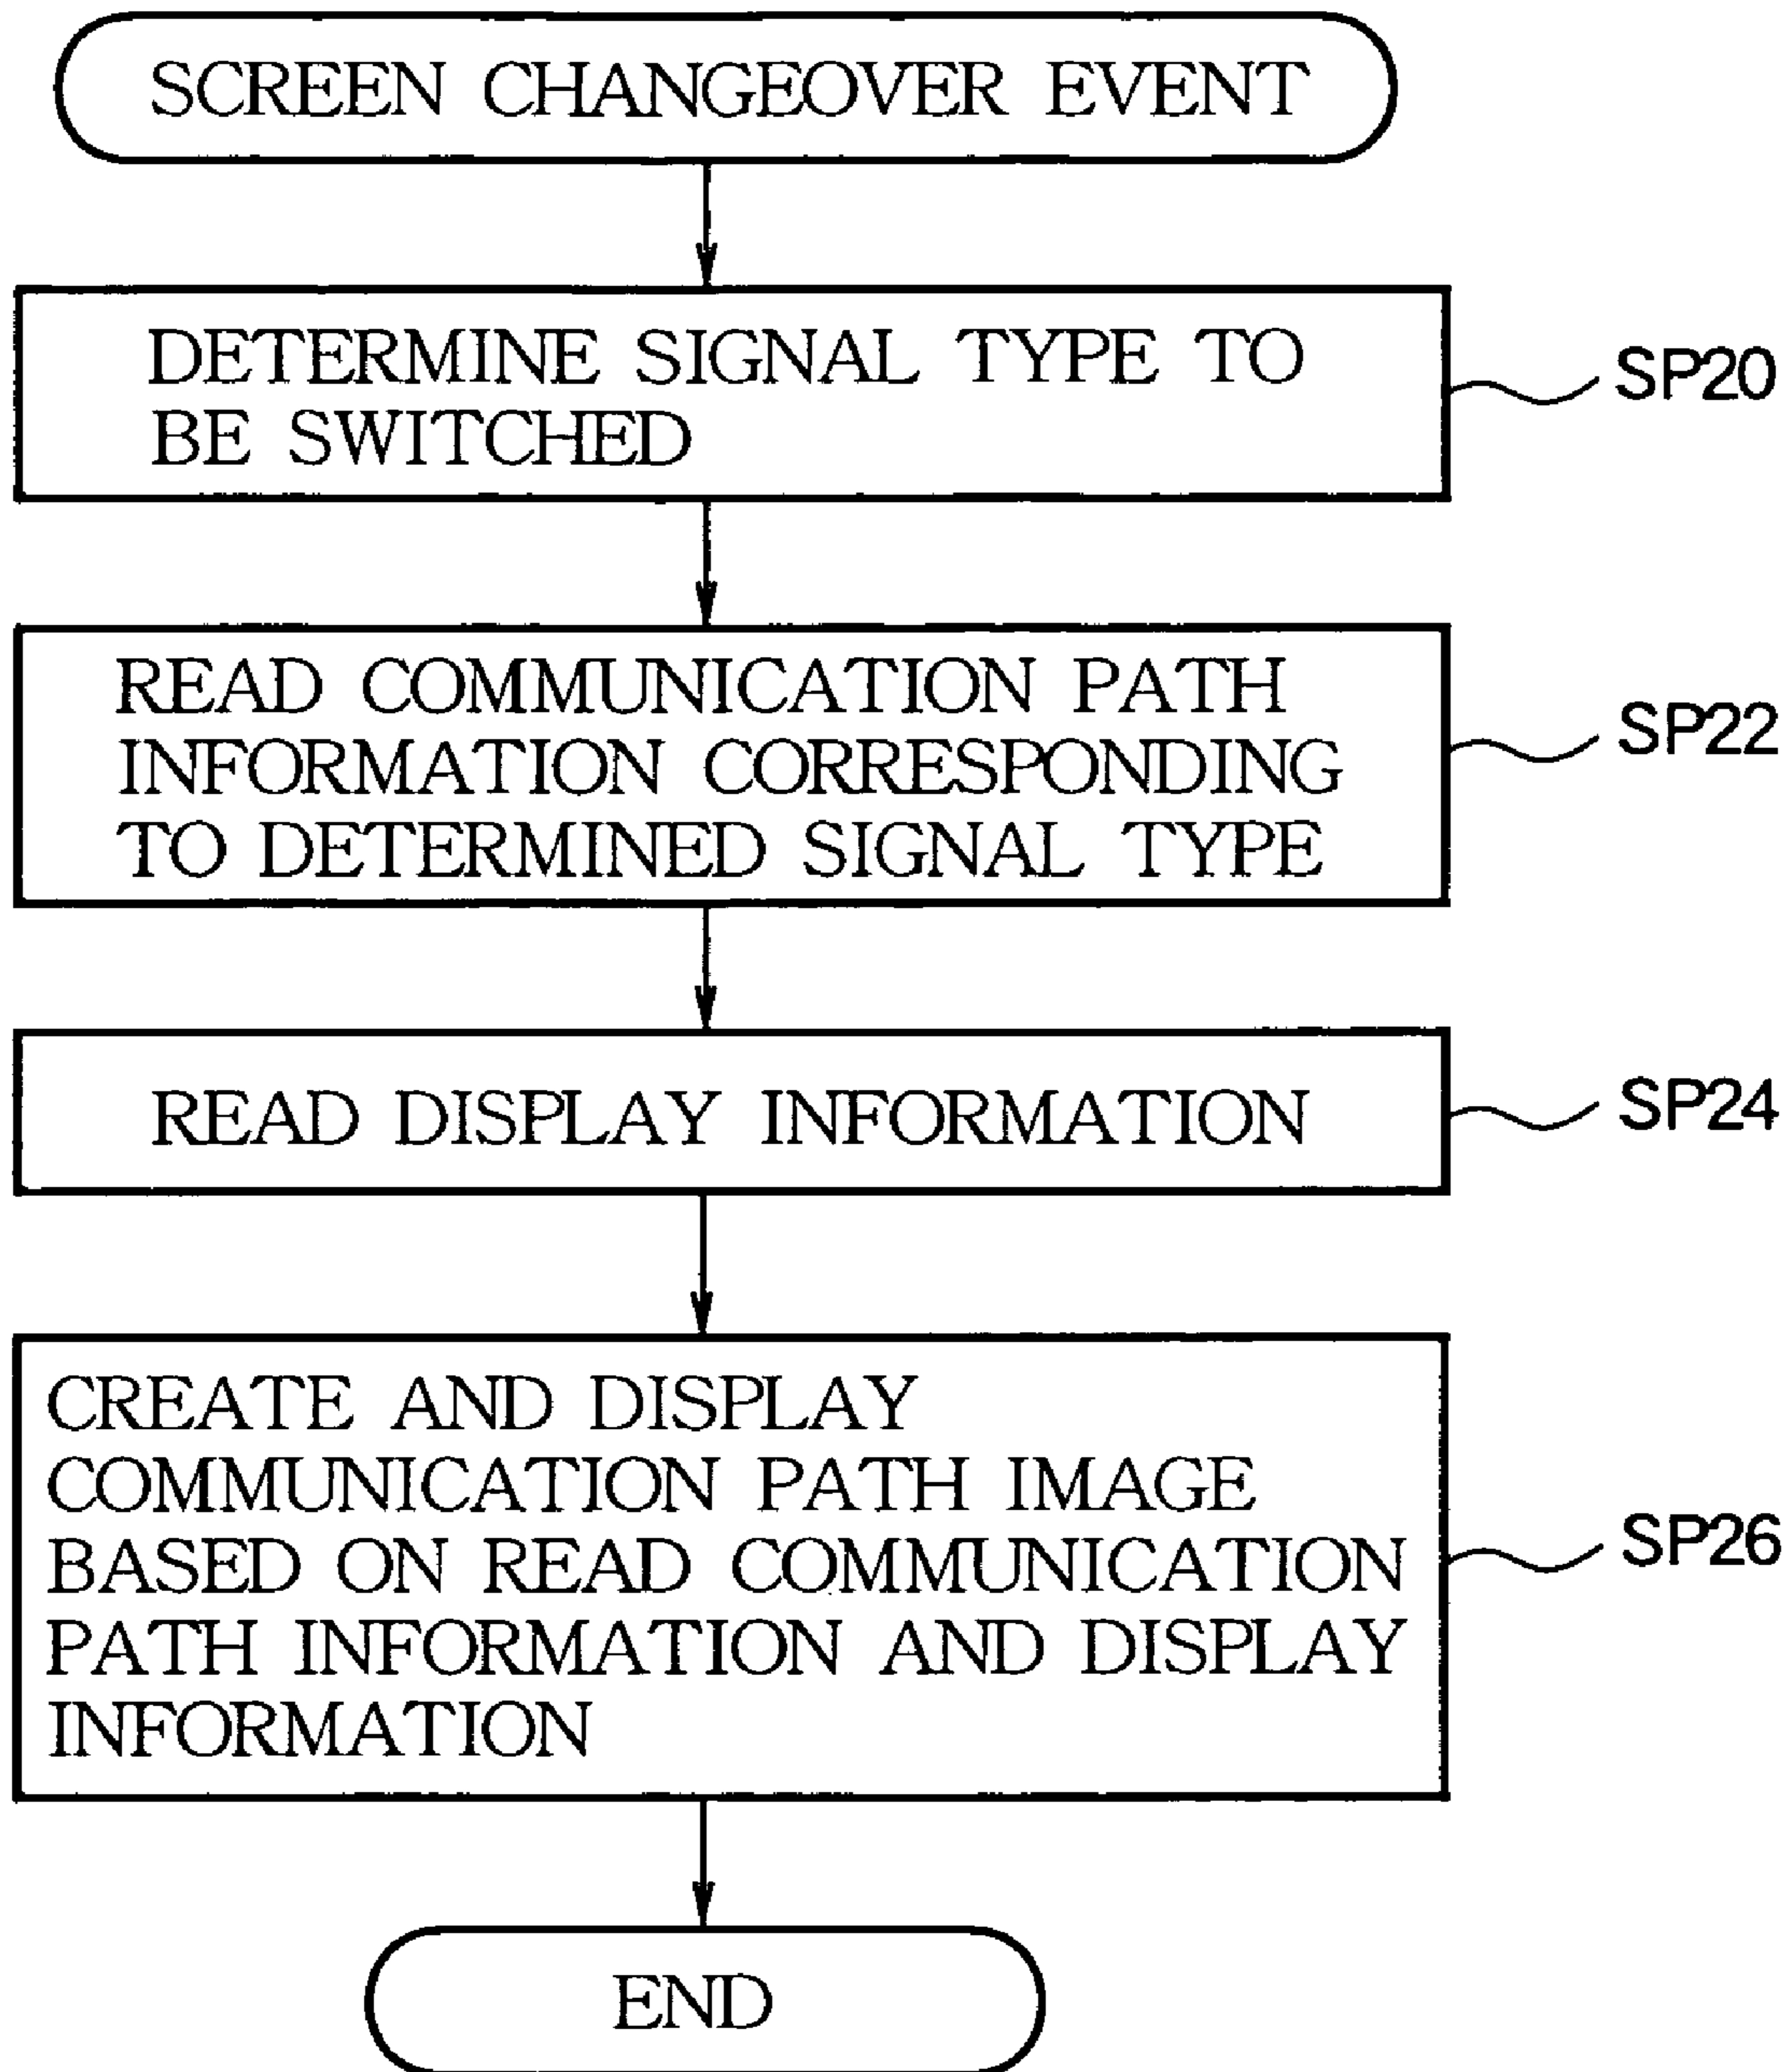 SCREEN CHANGEOVER EVENT
DETERMINE SIGNAL TYPE TO
BE SWITCHED
SP20
READ COMMUNICATION PATH
INFORMATION CORRESPONDING
TO DETERMINED SIGNAL TYPE
SP22
READ DISPLAY INFORMATION
SP24
CREATE AND DISPLAY
COMMUNICATION PATH IMAGE
BASED ON READ COMMUNICATION
PATH INFORMATION AND DISPLAY
INFORMATION
SP26
END